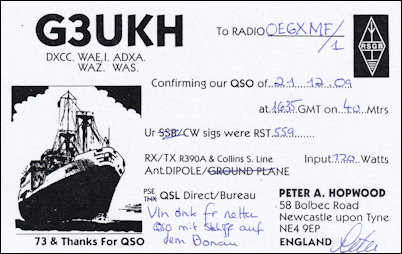 G3UKH
DXCC. WAE,I. ADXA.
WAZ. WAS.
To RADIO OE6XMF/1
RSGB
Confirming our QSO of 21.12.09
at 1635 GMT on 40 Mtrs
Ur SSB/CW sigs were RST 559
RX/TX R390A & Collins S. Line
Ant.DIPOLE/GROUND PLANE
Input 120 Watts
PSE
TNK QSL Direct/Bureau
Vln dnk fr netten
QSO mit Schiff auf
dem Donau
PETER A. HOPWOOD
58 Bolbec Road
Newcastle upon Tyne
NE4 9EP
ENGLAND
Peter
73 & Thanks For QSO